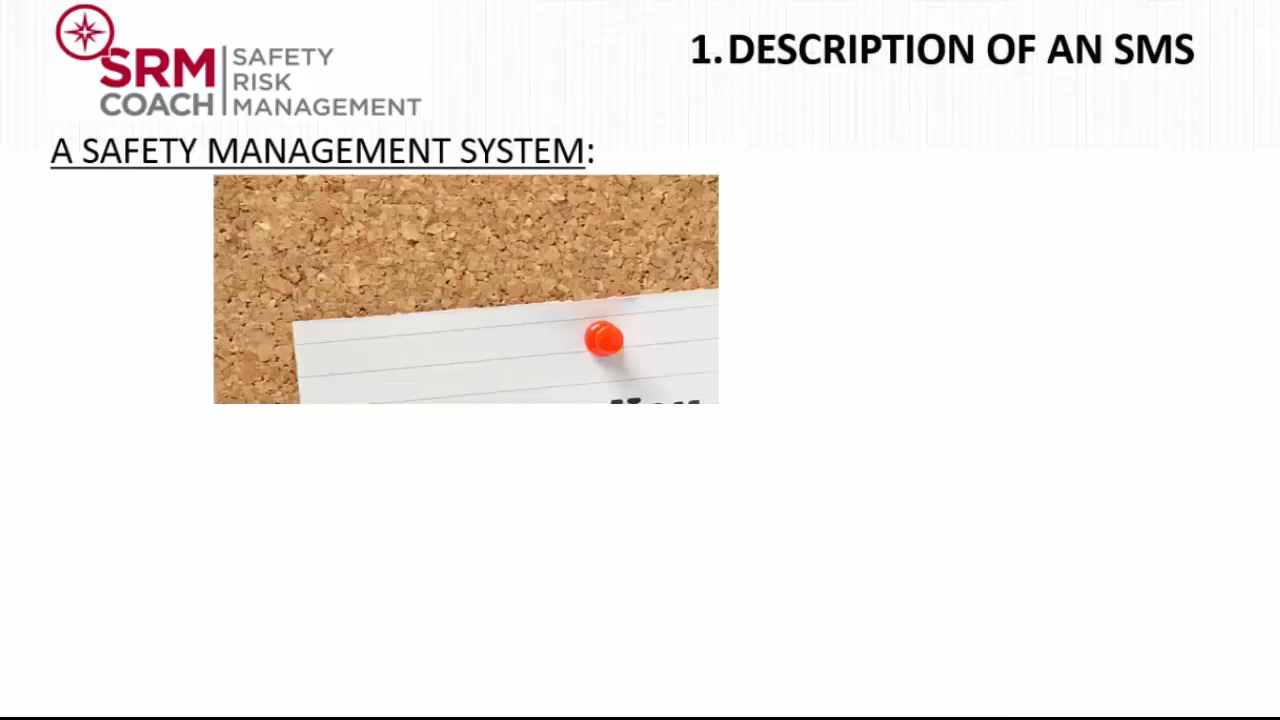 SRM
COACH
SAFETY
RISK
MANAGEMENT
1. DESCRIPTION OF AN SMS
A SAFETY MANAGEMENT SYSTEM: